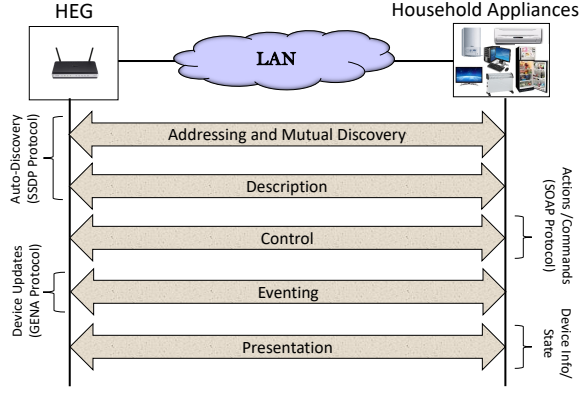 HEG
Household Appliances
LAN
Addressing and Mutual Discovery
Auto-Discovery
(SSDP Protocol)
Description
Control
Actions /Commands
(SOAP Protocol)
Eventing
Device Updates
(GENA Protocol)
Presentation
Device Info/
State